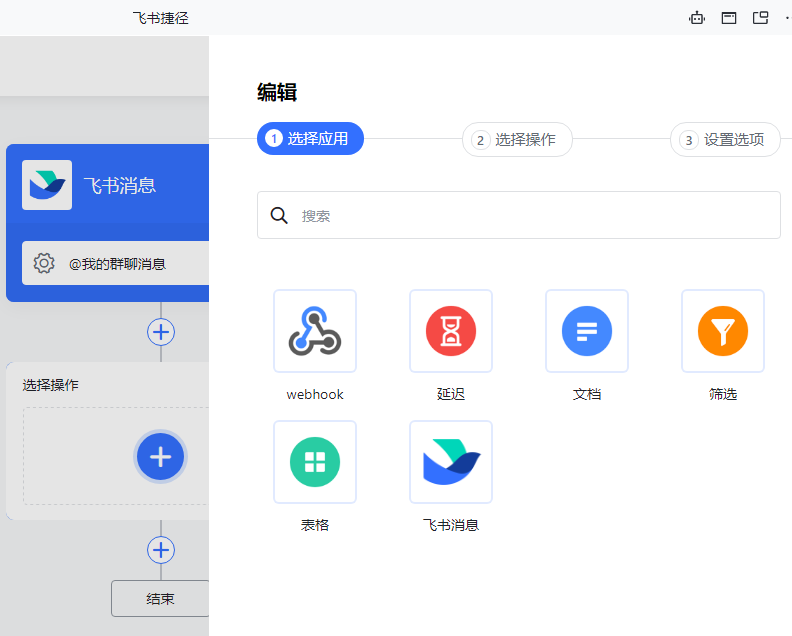 飞书捷径
编辑
1 选择应用
2 选择操作
3 设置选项
搜索
飞书消息
@我的群聊消息
选择操作
结束
webhook
延迟
文档
筛选
表格
飞书消息